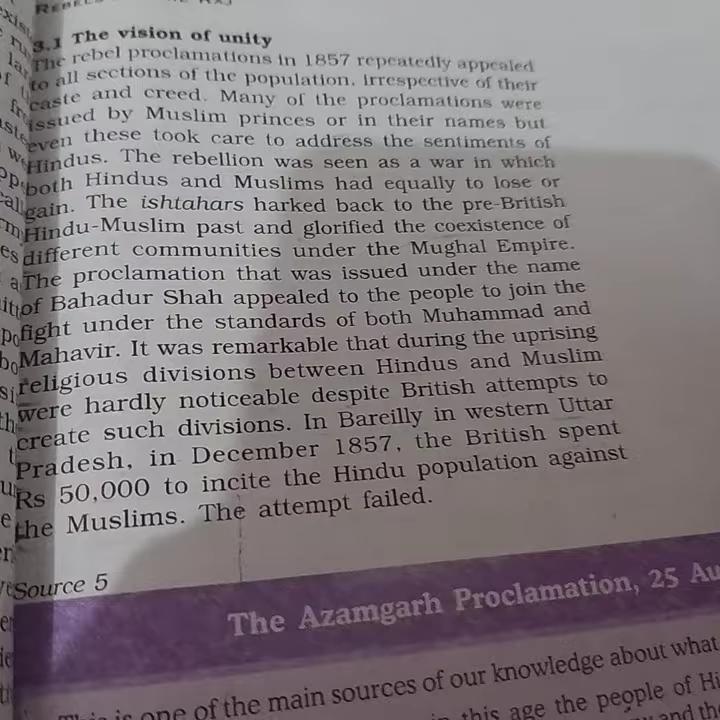 REBELS
3.1 The vision of unity
The rebel proclamations in 1857 repeatedly appealed
to all sections of the population, irrespective of their
caste and creed. Many of the proclamations were
issued by Muslim princes or in their names but
even these took care to address the sentiments of
Hindus. The rebellion was seen as a war in which
both Hindus and Muslims had equally to lose or
gain. The ishtahars harked back to the pre-British
Hindu-Muslim past and glorified the coexistence of
different communities under the Mughal Empire.
The proclamation that was issued under the name
of Bahadur Shah appealed to the people to join the
fight under the standards of both Muhammad and
Mahavir. It was remarkable that during the uprising
religious divisions between Hindus and Muslim
were hardly noticeable despite British attempts to
create such divisions. In Bareilly in western Uttar
Pradesh, in December 1857, the British spent
Rs 50,000 to incite the Hindu population against
the Muslims. The attempt failed.
Source 5
The Azamgarh Proclamation, 25 Au
This is one of the main sources of our knowledge about what
this age the people of Hi
and the